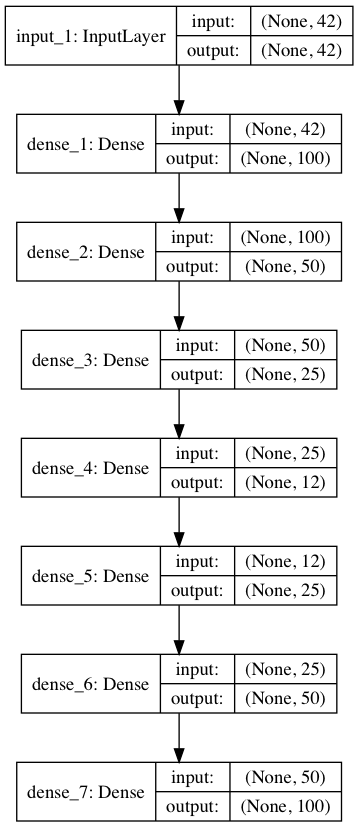 input_1: InputLayer input: (None, 42)
output: (None, 42)
dense_1: Dense input: (None, 42)
output: (None, 100)
dense_2: Dense input: (None, 100)
output: (None, 50)
dense_3: Dense input: (None, 50)
output: (None, 25)
dense_4: Dense input: (None, 25)
output: (None, 12)
dense_5: Dense input: (None, 12)
output: (None, 25)
dense_6: Dense input: (None, 25)
output: (None, 50)
dense_7: Dense input: (None, 50)
output: (None, 100)